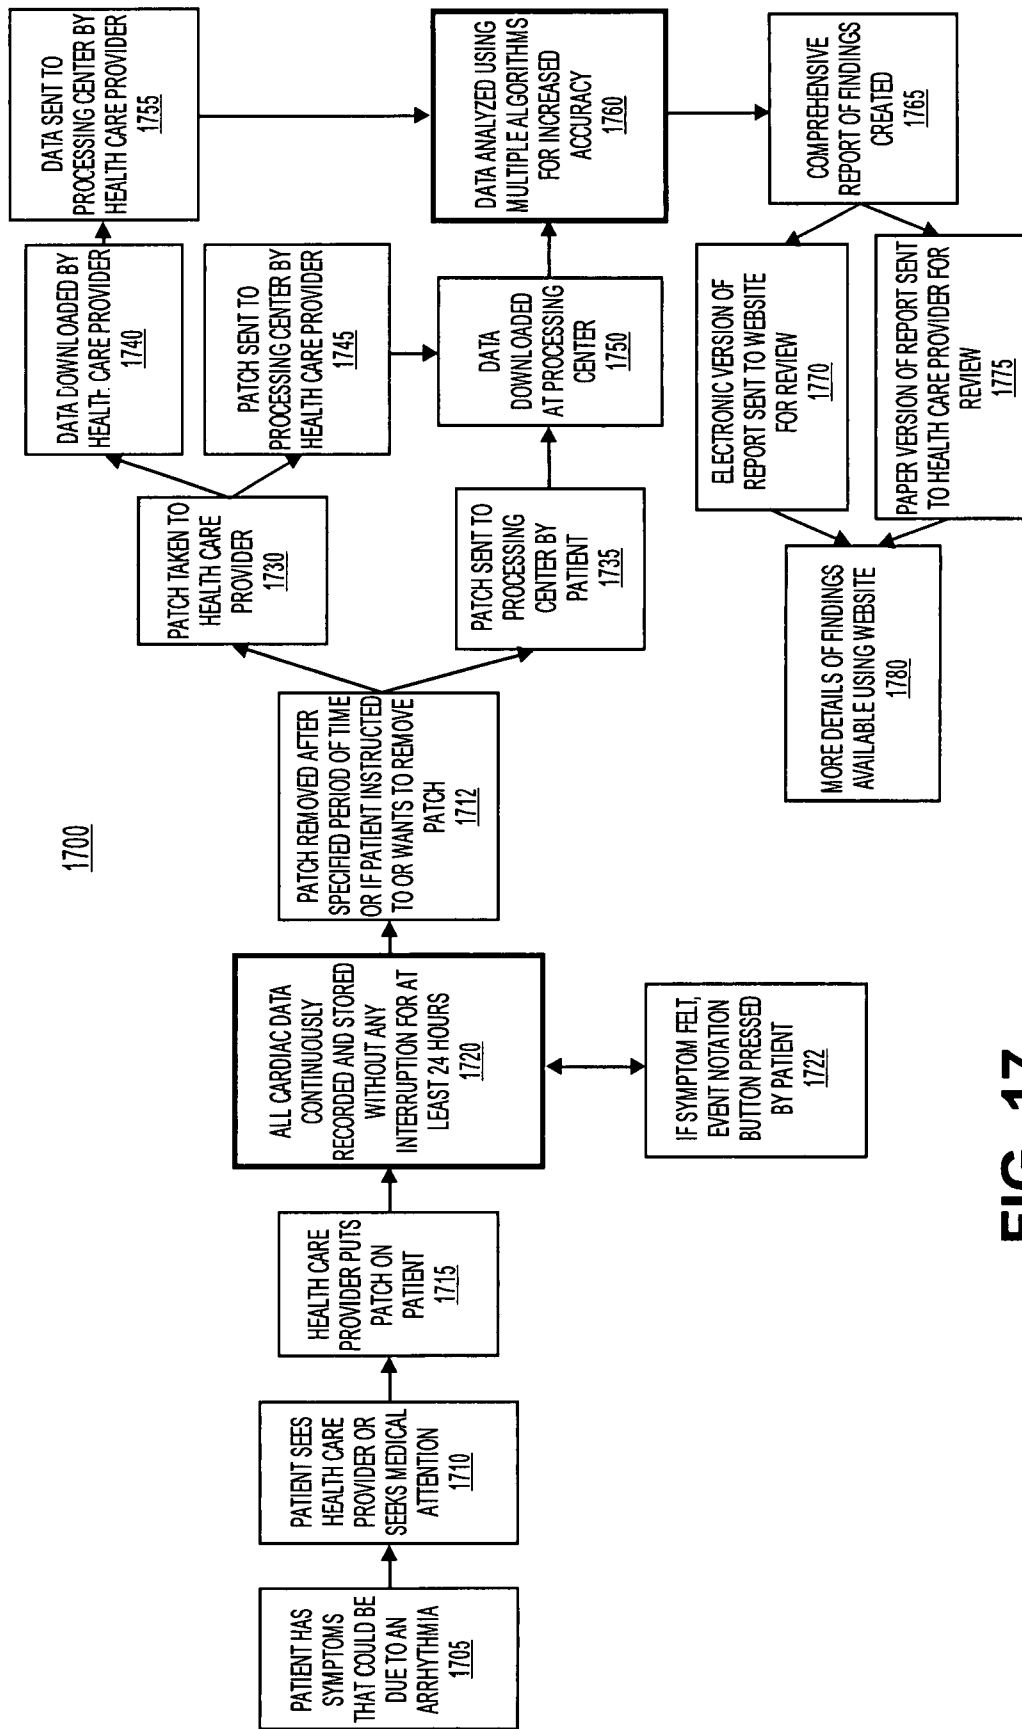 1700
PATIENT HAS
SYMPTOMS
THAT COULD BE
DUE TO AN
ARRHYTHMIA
1705
PATIENT SEES
HEALTH CARE
PROVIDER OR
SEEKS MEDICAL
ATTENTION
1710
HEALTH CARE
PROVIDER PUTS
PATCH ON
PATIENT
1715
ALL CARDIAC DATA
CONTINUOUSLY
RECORDED AND STORED
WITHOUT ANY
INTERRUPTION FOR AT
LEAST 24 HOURS
1720
IF SYMPTOM FELT,
EVENT NOTATION
BUTTON PRESSED
BY PATIENT
1722
PATCH REMOVED AFTER
SPECIFIED PERIOD OF TIME
OR IF PATIENT INSTRUCTED
TO OR WANTS TO REMOVE
PATCH
1712
PATCH TAKEN TO
HEALTH CARE
PROVIDER
1730
PATCH SENT TO
PROCESSING
CENTER BY
PATIENT
1735
DATA DOWNLOADED BY
HEALTH CARE PROVIDER
1740
PATCH SENT TO
PROCESSING CENTER BY
HEALTH CARE PROVIDER
1745
DATA
DOWNLOADED
AT PROCESSING
CENTER
1750
DATA SENT TO
PROCESSING CENTER BY
HEALTH CARE PROVIDER
1755
DATA ANALYZED USING
MULTIPLE ALGORITHMS
FOR INCREASED
ACCURACY
1760
COMPREHENSIVE
REPORT OF FINDINGS
CREATED
1765
ELECTRONIC VERSION OF
REPORT SENT TO WEBSITE
FOR REVIEW
1770
PAPER VERSION OF REPORT SENT
TO HEALTH CARE PROVIDER FOR
REVIEW
1775
MORE DETAILS OF FINDINGS
AVAILABLE USING WEBSITE
1780
FIG. 17